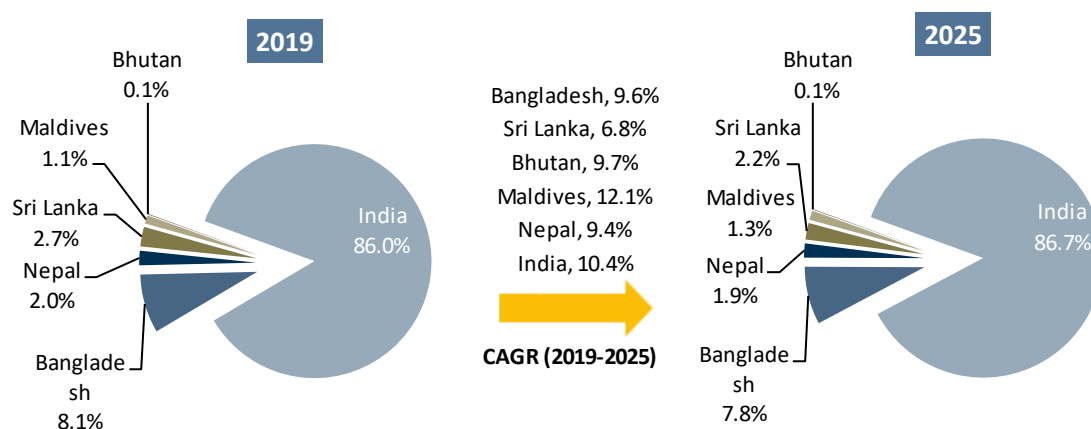 2019
Bhutan
0.1%
Maldives
1.1%
Sri Lanka
2.7%
Nepal
2.0%
Banglade
sh
8.1%
India
86.0%
Bangladesh, 9.6%
Sri Lanka, 6.8%
Bhutan, 9.7%
Maldives, 12.1%
Nepal, 9.4%
India, 10.4%
CAGR (2019-2025)
2025
Bhutan
0.1%
Sri Lanka
2.2%
Maldives
1.3%
Nepal
1.9%
Banglade
sh
7.8%
India
86.7%